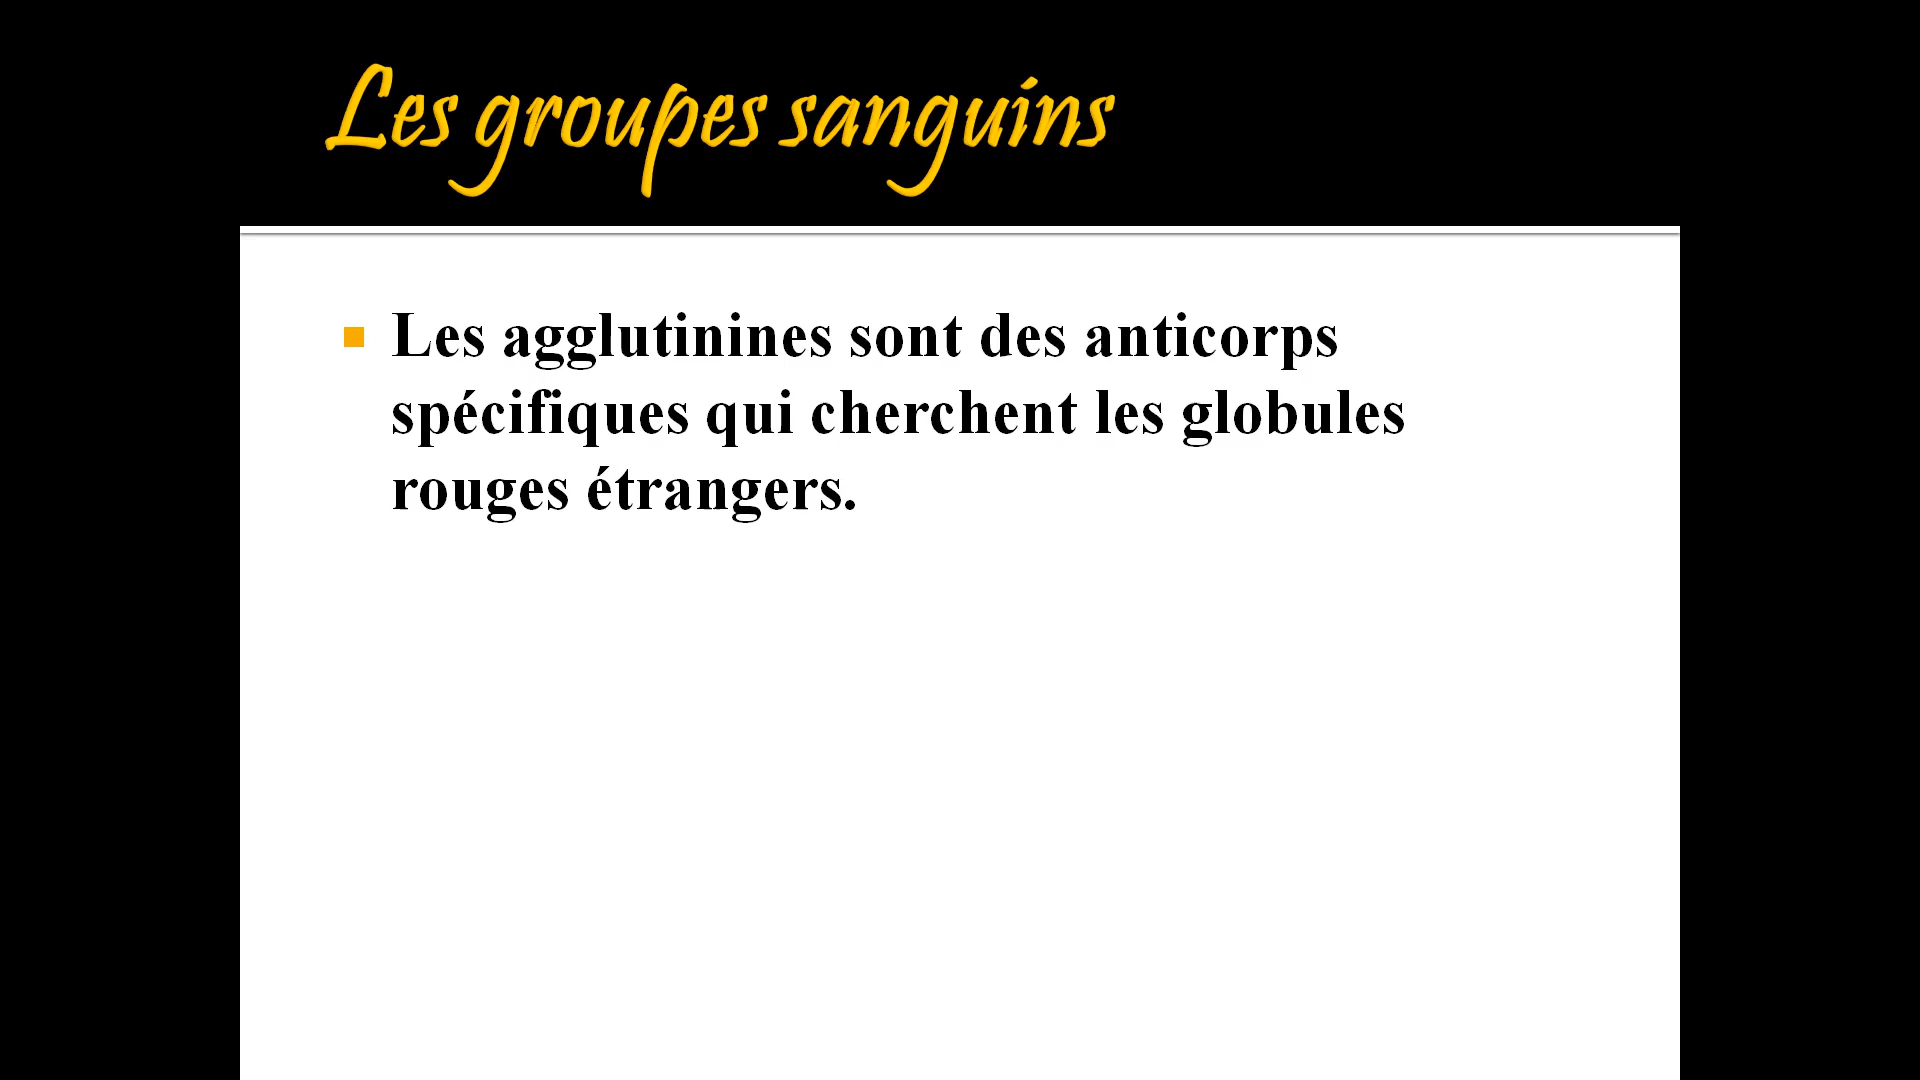 Les groupes sanguins
Les agglutinines sont des anticorps
spécifiques qui cherchent les globules
rouges étrangers.